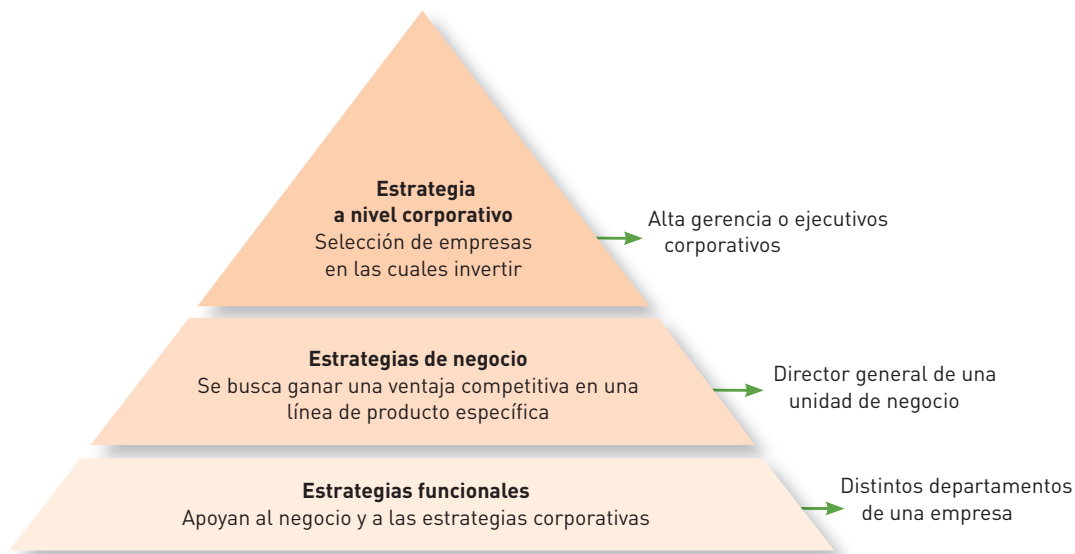 Estrategia
a nivel corporativo
Selección de empresas
en las cuales invertir
Alta gerencia o ejecutivos
corporativos
Estrategias de negocio
Se busca ganar una ventaja competitiva en una
línea de producto específica
Director general de una
unidad de negocio
Estrategias funcionales
Apoyan al negocio y a las estrategias corporativas
Distintos departamentos
de una empresa